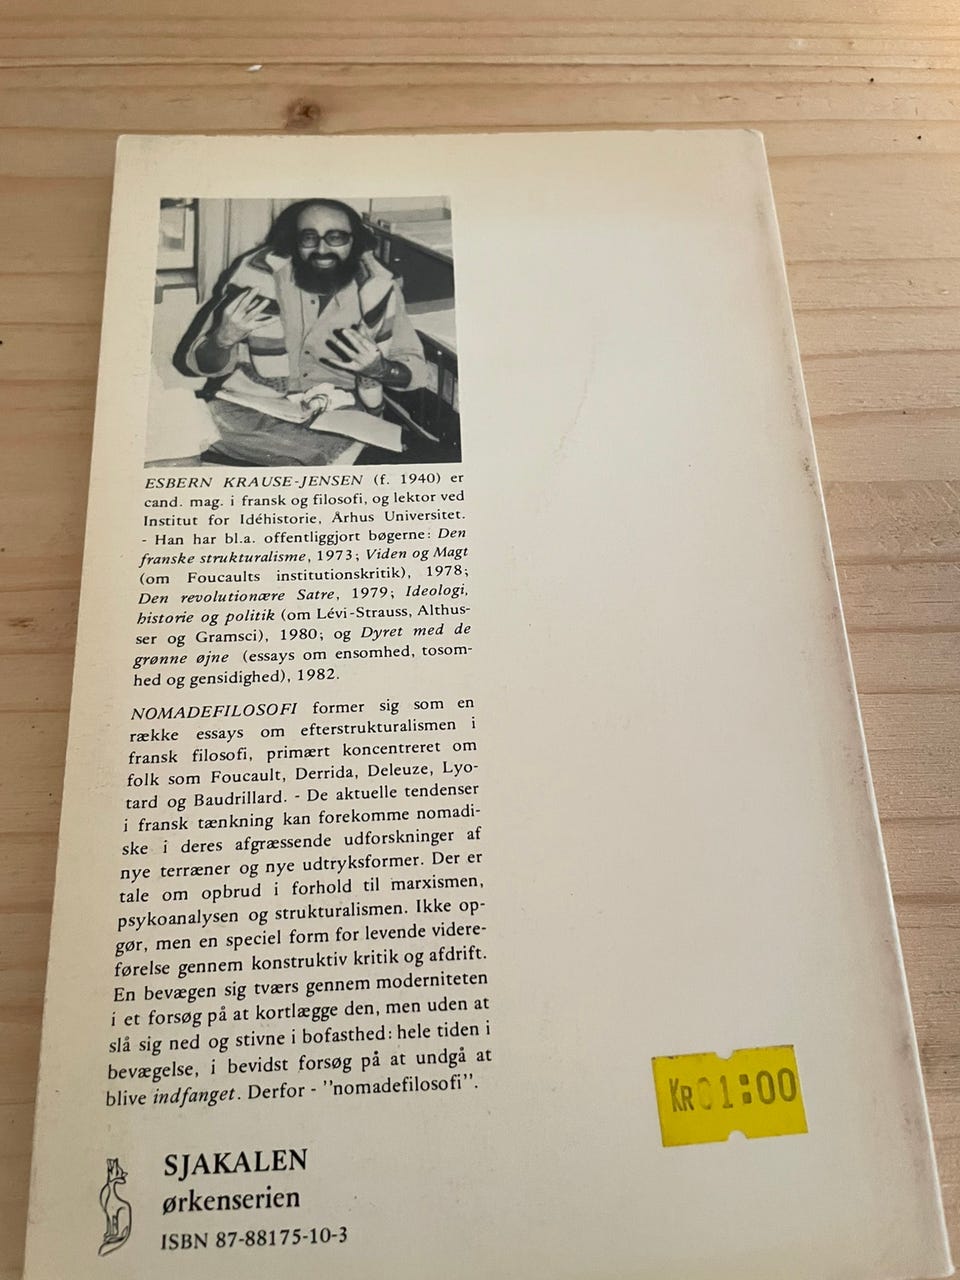 ESBERN KRAUSE-JENSEN (f. 1940) er
cand. mag. i fransk og filosofi, og lektor ved
Institut for Idéhistorie, Århus Universitet.
- Han har bl.a. offentliggjort bøgerne: Den
franske strukturalisme, 1973; Viden og Magt
(om Foucaults institutionskritik), 1978;
Den revolutionære Satre, 1979; Ideologi,
historie og politik (om Lévi-Strauss, Althus-
ser og Gramsci), 1980; og Dyret med de
grønne øjne (essays om ensomhed, tosom-
hed og gensidighed), 1982.
NOMADEFILOSOFI former sig som en
række essays om efterstrukturalismen i
fransk filosofi, primært koncentreret om
folk som Foucault, Derrida, Deleuze, Lyo-
tard og Baudrillard. - De aktuelle tendenser
i fransk tænkning kan forekomme nomadi-
ske i deres afgræssende udforskninger af
nye terræner og nye udtryksformer. Der er
tale om opbrud i forhold til marxismen,
psykoanalysen og strukturalismen. Ikke op-
gør, men en speciel form for levende videre-
førelse gennem konstruktiv kritik og afdrift.
En bevægen sig tværs gennem moderniteten
i et forsøg på at kortlægge den, men uden at
slå sig ned og stivne i bofasthed: hele tiden i
bevægelse, i bevidst forsøg på at undgå at
blive indfanget. Derfor - ''nomadefilosofi''.
KR 01:00
SJAKALEN
ørkenserien
ISBN 87-88175-10-3